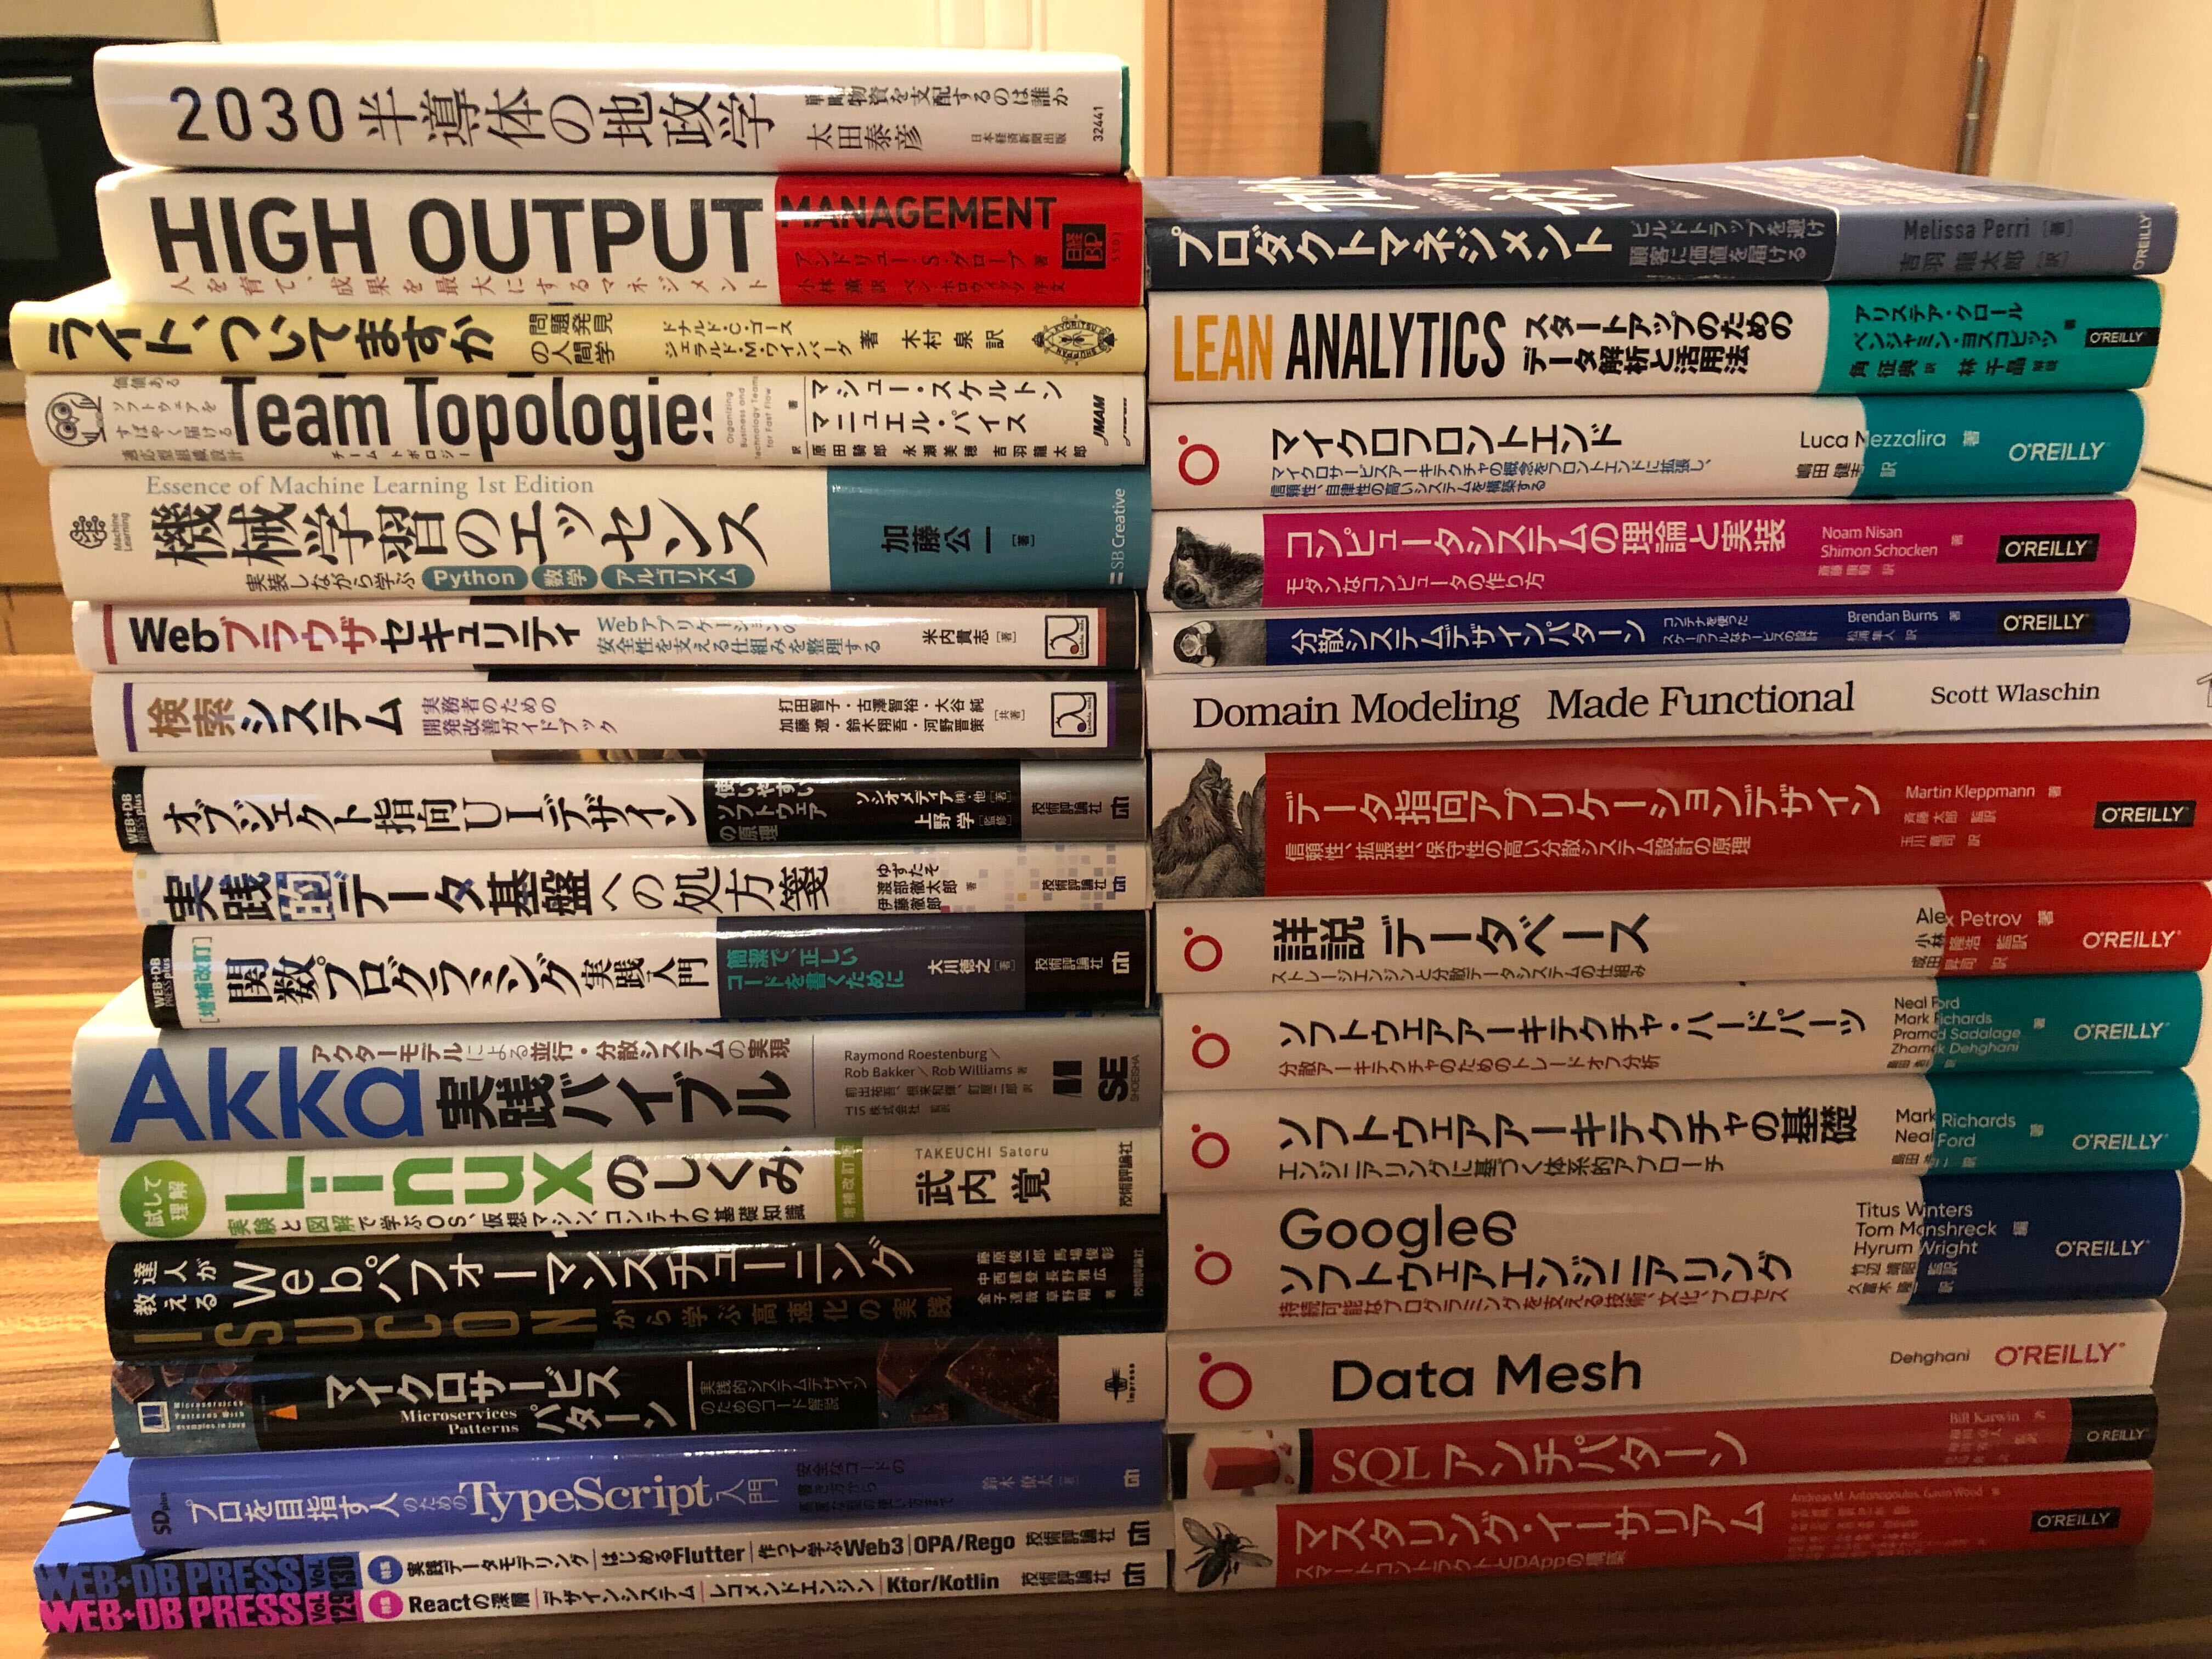 2030 半導体の地政学
戦略物資を支配するのは誰か
太田泰彦
日本経済新聞出版
32441
HIGH OUTPUT MANAGEMENT
人を育て、成果を最大にするマネジメント
アンドリュー・S・グローブ 著
小林 薫 訳 ベン・ホロウィッツ 序文
日経BP
ライト、ついてますか
問題発見の人間学
ドナルド・C・ゴース
ジェラルド・M・ワインバーグ 著
木村 泉 訳
価値あるソフトウェアをすばやく届ける適応型組織設計
Team Topologies
チームトポロジー
Organizing Business and Technology Teams for Fast Flow
マシュー・スケルトン
マニュエル・パイス
著
訳 原田騎郎 永瀬美穂 吉羽龍太郎
JMAM
Essence of Machine Learning 1st Edition
Machine Learning
機械学習のエッセンス
実装しながら学ぶ Python 数学 アルゴリズム
加藤公一 [著]
SB Creative
Webブラウザセキュリティ
Webアプリケーションの
安全性を支える仕組みを整理する
米内貴志 [著]
検索システム
実務者のための
開発改善ガイドブック
打田智子・古澤智裕・大谷 純
加藤 遼・鈴木翔吾・河野晋策 [共著]
WEB+DB PRESS plus
オブジェクト指向UIデザイン
使いやすいソフトウェアの原理
ソシオメディア㈱・他 [著]
上野学 [監修]
技術評論社
実践的データ基盤への処方箋
ゆずたそ
渡部徹太郎
伊藤徹郎
著
技術評論社
WEB+DB PRESS plus
[増補改訂]
関数プログラミング実践入門
簡潔で、正しい
コードを書くために
大川徳之 [著]
技術評論社
アクターモデルによる並行・分散システムの実現
Akka実践バイブル
Raymond Roestenburg／
Rob Bakker／Rob Williams 著
前出祐吾、根来和輝、釘屋二郎 訳
TIS株式会社 監訳
SE
SHOEISHA
試して理解
Linuxのしくみ
増補改訂版
実験と図解で学ぶOS、仮想マシン、コンテナの基礎知識
TAKEUCHI Satoru
武内 覚
技術評論社
達人が教える
Webパフォーマンスチューニング
ISUCONから学ぶ高速化の実践
藤原俊一郎 馬場俊彰
中西建登 長野雅広
金子達哉 草野翔 著
技術評論社
Microservices Patterns With examples in Java
マイクロサービスパターン
Microservices
Patterns
実践的システムデザイン
のためのコード解説
impress
SD plus
プロを目指す人のためのTypeScript入門
安全なコードの
書き方から
高度な型の使い方まで
鈴木僚太 [著]
WEB+DB PRESS Vol.130
特集 実践データモデリング | はじめるFlutter | 作って学ぶWeb3 | OPA/Rego
技術評論社
WEB+DB PRESS Vol.129
特集 Reactの深層 | デザインシステム | レコメンドエンジン | Ktor/Kotlin
技術評論社
プロダクトマネジメント
ビルドトラップを避け
顧客に価値を届ける
Melissa Perri [著]
吉羽龍太郎 [訳]
O'REILLY
LEAN ANALYTICS
スタートアップのための
データ解析と活用法
アリステア・クロール
ベンジャミン・ヨスコビッツ 著
角 征典 訳 林 千晶 解説
O'REILLY
マイクロフロントエンド
マイクロサービスアーキテクチャの概念をフロントエンドに拡張し、
信頼性、自律性の高いシステムを構築する
Luca Mezzalira 著
嶋田 健志 訳
O'REILLY
コンピュータシステムの理論と実装
モダンなコンピュータの作り方
Noam Nisan
Shimon Schocken 著
斎藤 康毅 訳
O'REILLY
分散システムデザインパターン
コンテナを使った
スケーラブルなサービスの設計
Brendan Burns 著
松浦 隼人 訳
O'REILLY
Domain Modeling Made Functional
Scott Wlaschin
データ指向アプリケーションデザイン
信頼性、拡張性、保守性の高い分散システム設計の原理
Martin Kleppmann 著
斉藤 太郎 監訳
玉川 竜司 訳
O'REILLY
詳説 データベース
ストレージエンジンと分散データシステムの仕組み
Alex Petrov 著
小林 隆浩 監訳
成田 昇司 訳
O'REILLY
ソフトウェアアーキテクチャ・ハードパーツ
分散アーキテクチャのためのトレードオフ分析
Neal Ford
Mark Richards
Pramod Sadalage
Zhamak Dehghani
著
O'REILLY
ソフトウェアアーキテクチャの基礎
エンジニアリングに基づく体系的アプローチ
Mark Richards
Neal Ford
著
O'REILLY
Googleの
ソフトウェアエンジニアリング
持続可能なプログラミングを支える技術、文化、プロセス
Titus Winters
Tom Manshreck
Hyrum Wright
編
竹辺 靖昭 監訳
久富木 隆一 訳
O'REILLY
Data Mesh
Dehghani
O'REILLY
SQLアンチパターン
Bill Karwin 著
O'REILLY
マスタリング・イーサリアム
スマートコントラクトとDAppの構築
Andreas M. Antonopoulos, Gavin Wood 著
O'REILLY